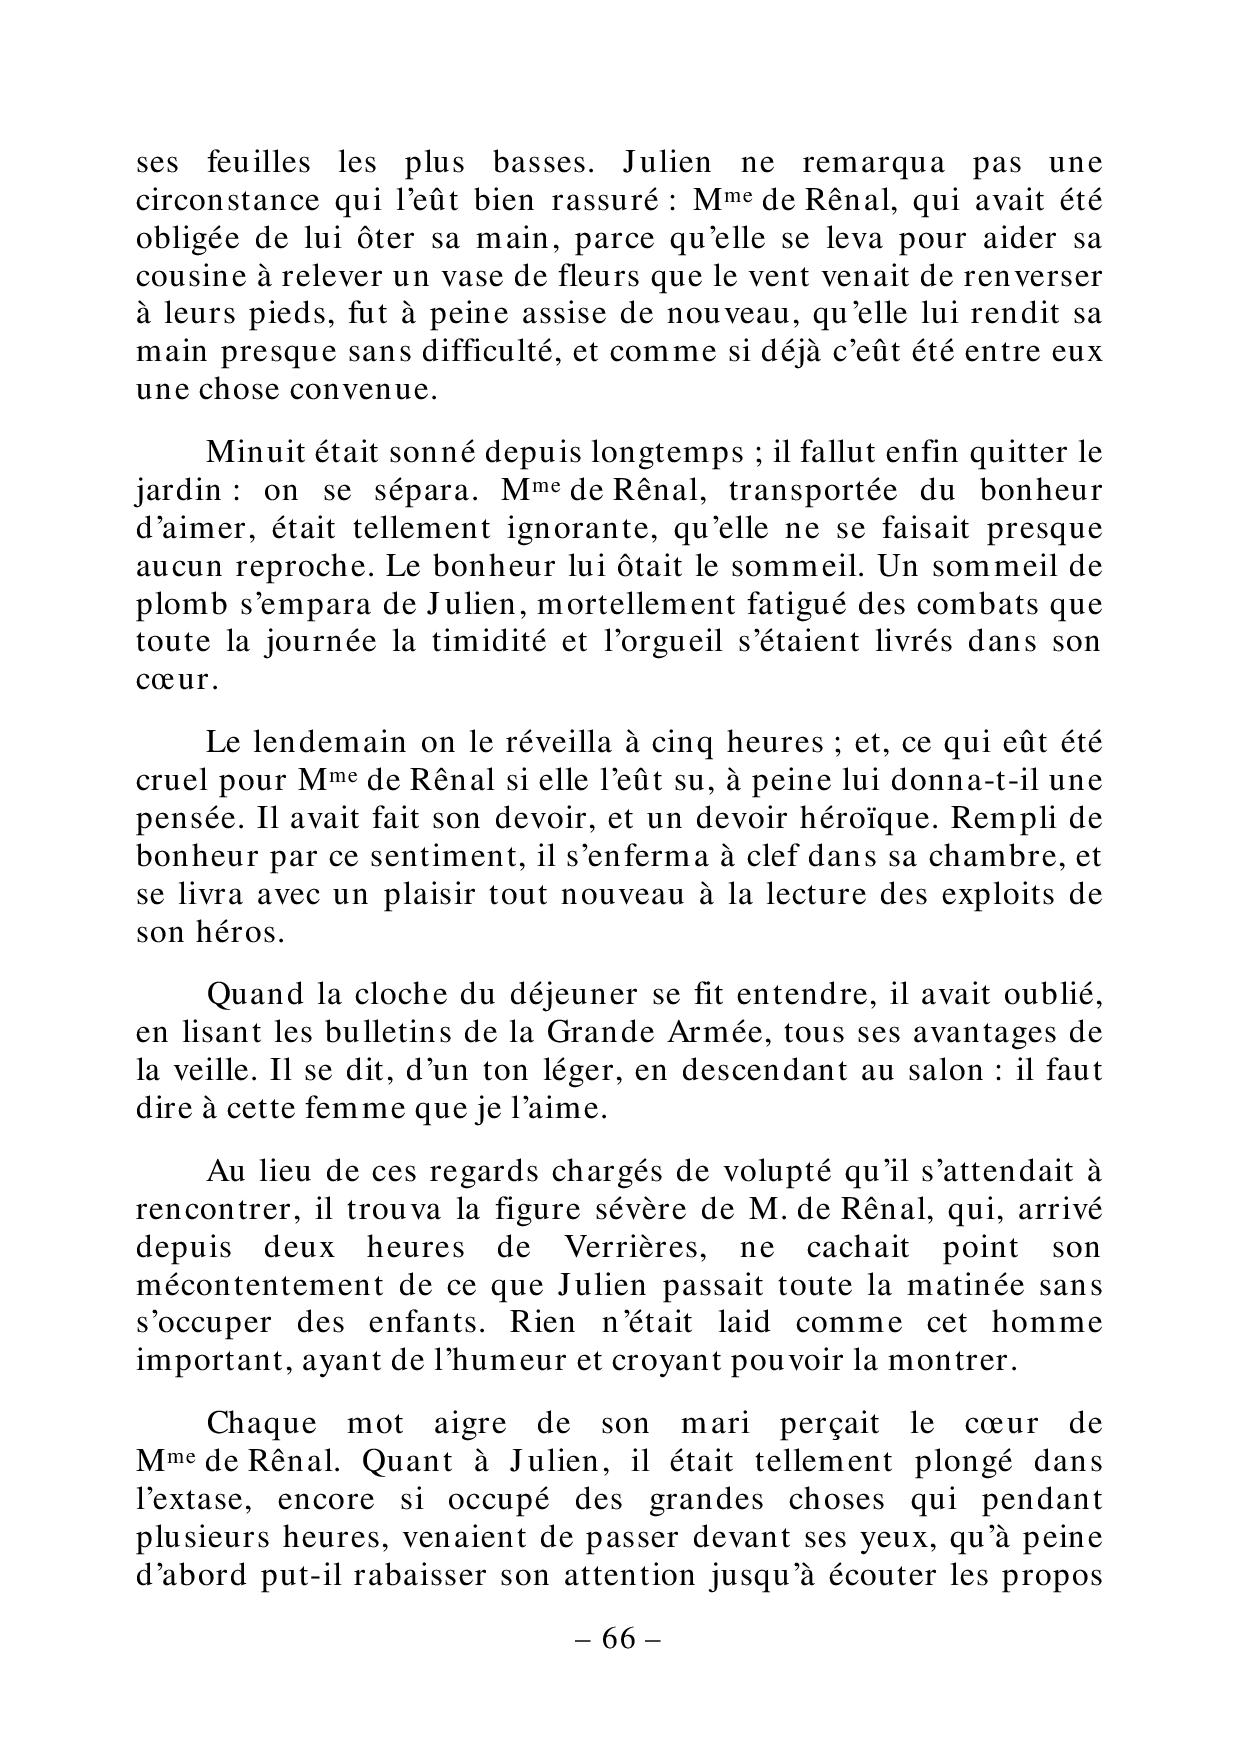 ses feuilles les plus basses. Julien ne remarqua pas une
circonstance qui l’eût bien rassuré : Mme de Rênal, qui avait été
obligée de lui ôter sa main, parce qu’elle se leva pour aider sa
cousine à relever un vase de fleurs que le vent venait de renverser
à leurs pieds, fut à peine assise de nouveau, qu’elle lui rendit sa
main presque sans difficulté, et comme si déjà c’eût été entre eux
une chose convenue.
Minuit était sonné depuis longtemps ; il fallut enfin quitter le
jardin : on se sépara. Mme de Rênal, transportée du bonheur
d’aimer, était tellement ignorante, qu’elle ne se faisait presque
aucun reproche. Le bonheur lui ôtait le sommeil. Un sommeil de
plomb s’empara de Julien, mortellement fatigué des combats que
toute la journée la timidité et l’orgueil s’étaient livrés dans son
cœur.
Le lendemain on le réveilla à cinq heures ; et, ce qui eût été
cruel pour Mme de Rênal si elle l’eût su, à peine lui donna-t-il une
pensée. Il avait fait son devoir, et un devoir héroïque. Rempli de
bonheur par ce sentiment, il s’enferma à clef dans sa chambre, et
se livra avec un plaisir tout nouveau à la lecture des exploits de
son héros.
Quand la cloche du déjeuner se fit entendre, il avait oublié,
en lisant les bulletins de la Grande Armée, tous ses avantages de
la veille. Il se dit, d’un ton léger, en descendant au salon : il faut
dire à cette femme que je l’aime.
Au lieu de ces regards chargés de volupté qu’il s’attendait à
rencontrer, il trouva la figure sévère de M. de Rênal, qui, arrivé
depuis deux heures de Verrières, ne cachait point son
mécontentement de ce que Julien passait toute la matinée sans
s’occuper des enfants. Rien n’était laid comme cet homme
important, ayant de l’humeur et croyant pouvoir la montrer.
Chaque mot aigre de son mari perçait le cœur de
Mme de Rênal. Quant à Julien, il était tellement plongé dans
l’extase, encore si occupé des grandes choses qui pendant
plusieurs heures, venaient de passer devant ses yeux, qu’à peine
d’abord put-il rabaisser son attention jusqu’à écouter les propos
– 66 –